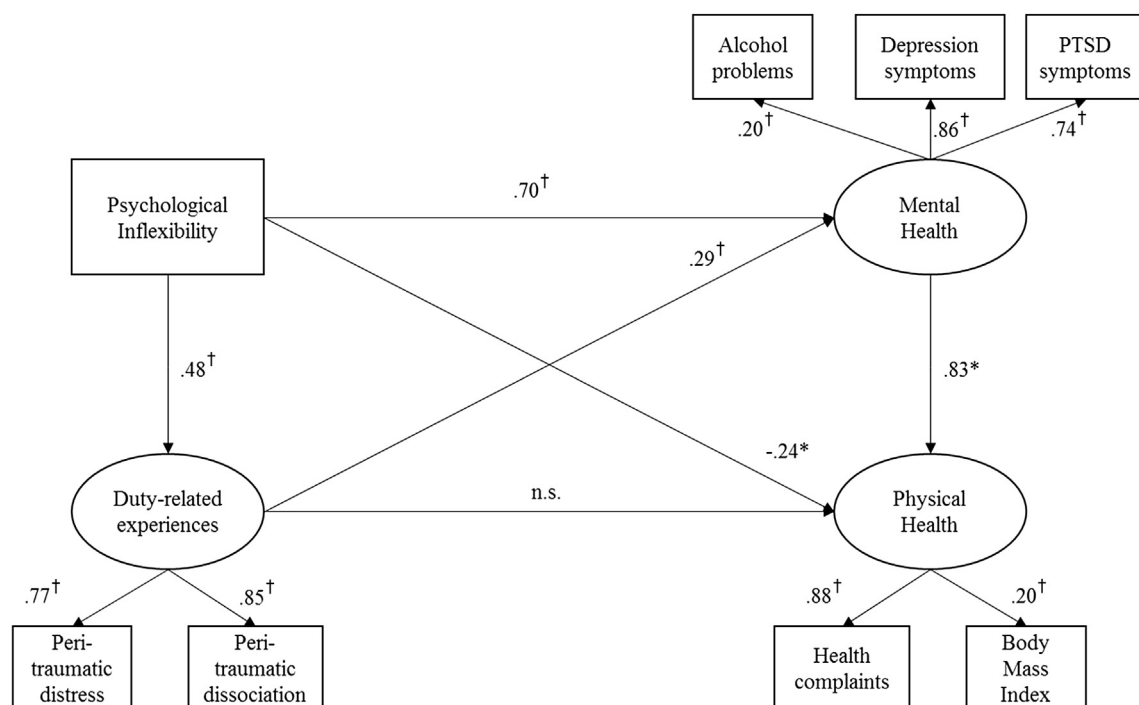 Alcohol
problems
Depression
symptoms
PTSD
symptoms
.20†
.86†
.74†
Psychological
Inflexibility
.70†
Mental
Health
.29†
.48†
.83*
-.24*
Duty-related
experiences
n.s.
Physical
Health
.77†
.85†
.88†
.20†
Peri-
traumatic
distress
Peri-
traumatic
dissociation
Health
complaints
Body
Mass
Index